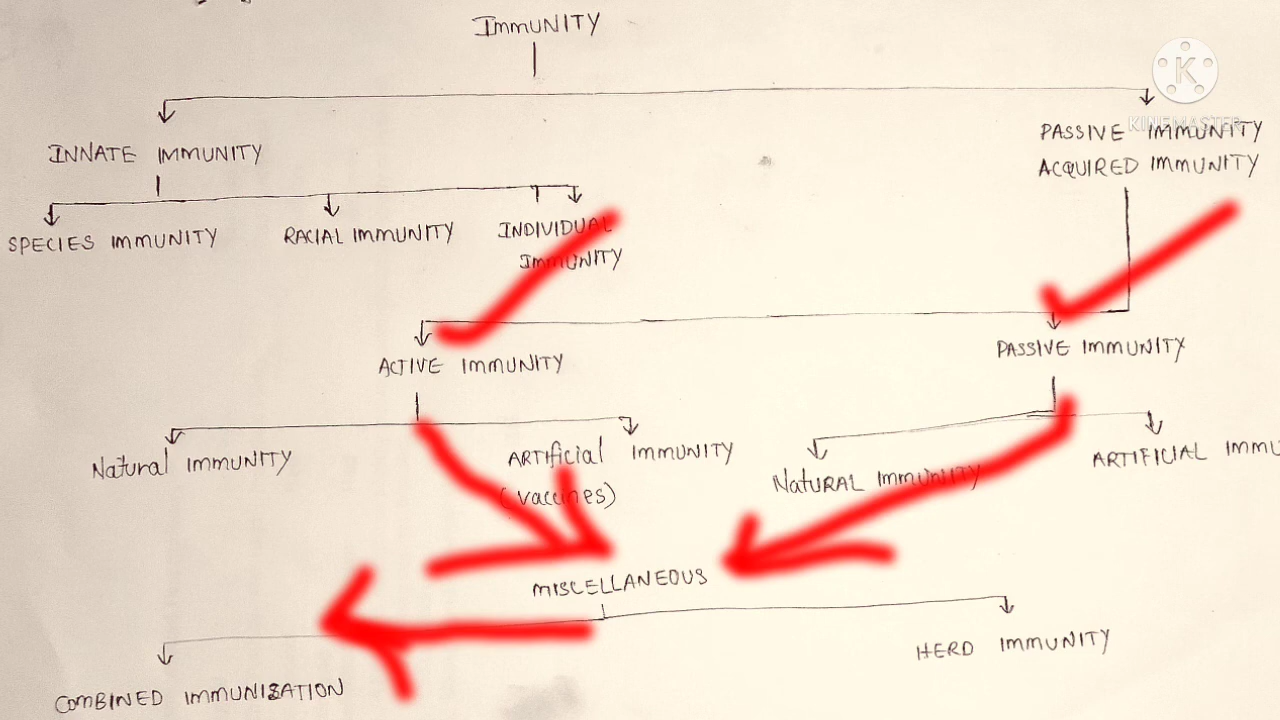 ImmUNITY
K
KINEMASTER
INNATE IMMUNITY
PASSIVE IMMUNITY
ACQUIRED IMMUNITY
SPECIES IMMUNITY
RACIAL IMMUNITY
INDIVIDUAL
IMMUNITY
ACTIVE IMMUNITY
PASSIVE IMMUNITY
Natural IMMUNITY
ARTIficial IMMUNITY
(vaccines)
NATURAL IMMUNITY
ARTIFICIAL IMMU
MISCELLANEOUS
COMBINED IMMUNISATION
HERD IMMUNITY